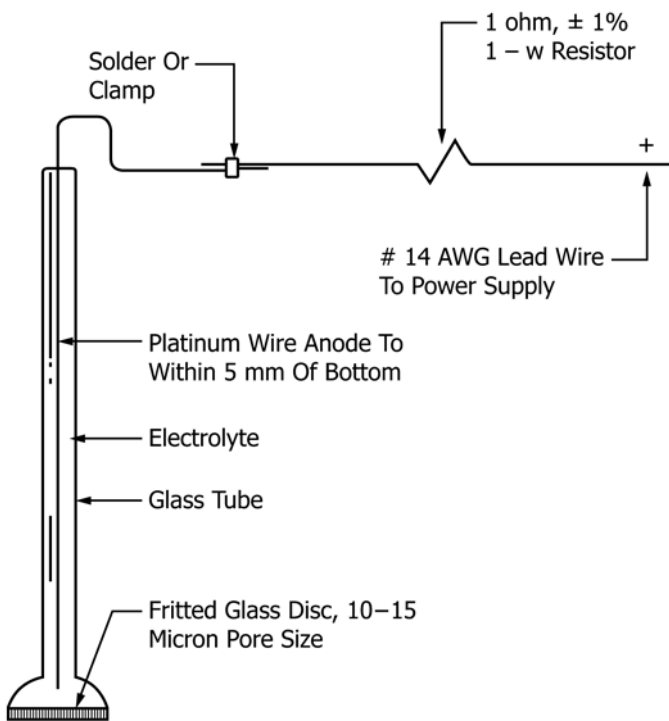 1 ohm, ± 1%
1 – w Resistor
Solder Or
Clamp
+
# 14 AWG Lead Wire
To Power Supply
Platinum Wire Anode To
Within 5 mm Of Bottom
Electrolyte
Glass Tube
Fritted Glass Disc, 10–15
Micron Pore Size